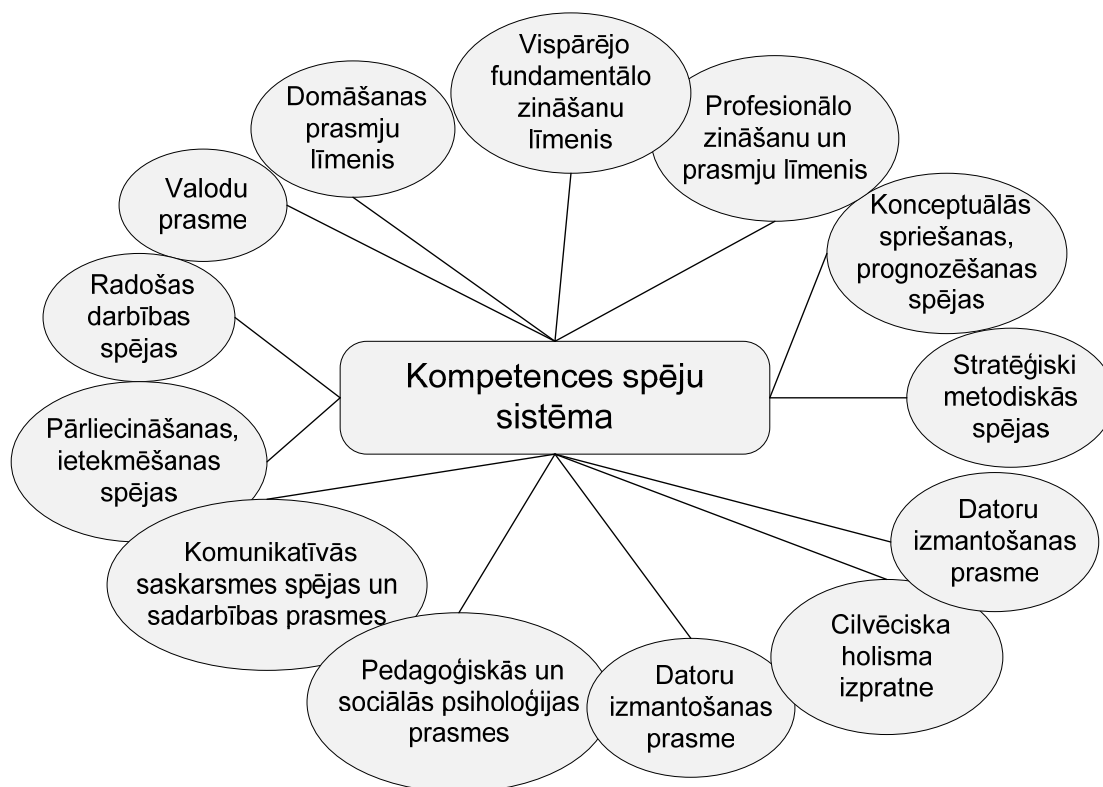 Vispārējo
fundamentālo
zināšanu
līmenis
Domāšanas
prasmju
līmenis
Profesionālo
zināšanu un
prasmju līmenis
Valodu
prasme
Konceptuālās
spriešanas,
prognozēšanas
spējas
Radošas
darbības
spējas
Kompetences spēju
sistēma
Stratēģiski
metodiskās
spējas
Pārliecināšanas,
ietekmēšanas
spējas
Datoru
izmantošanas
prasme
Komunikatīvās
saskarsmes spējas un
sadarbības prasmes
Cilvēciska
holisma
izpratne
Pedagoģiskās un
sociālās psiholoģijas
prasmes
Datoru
izmantošanas
prasme